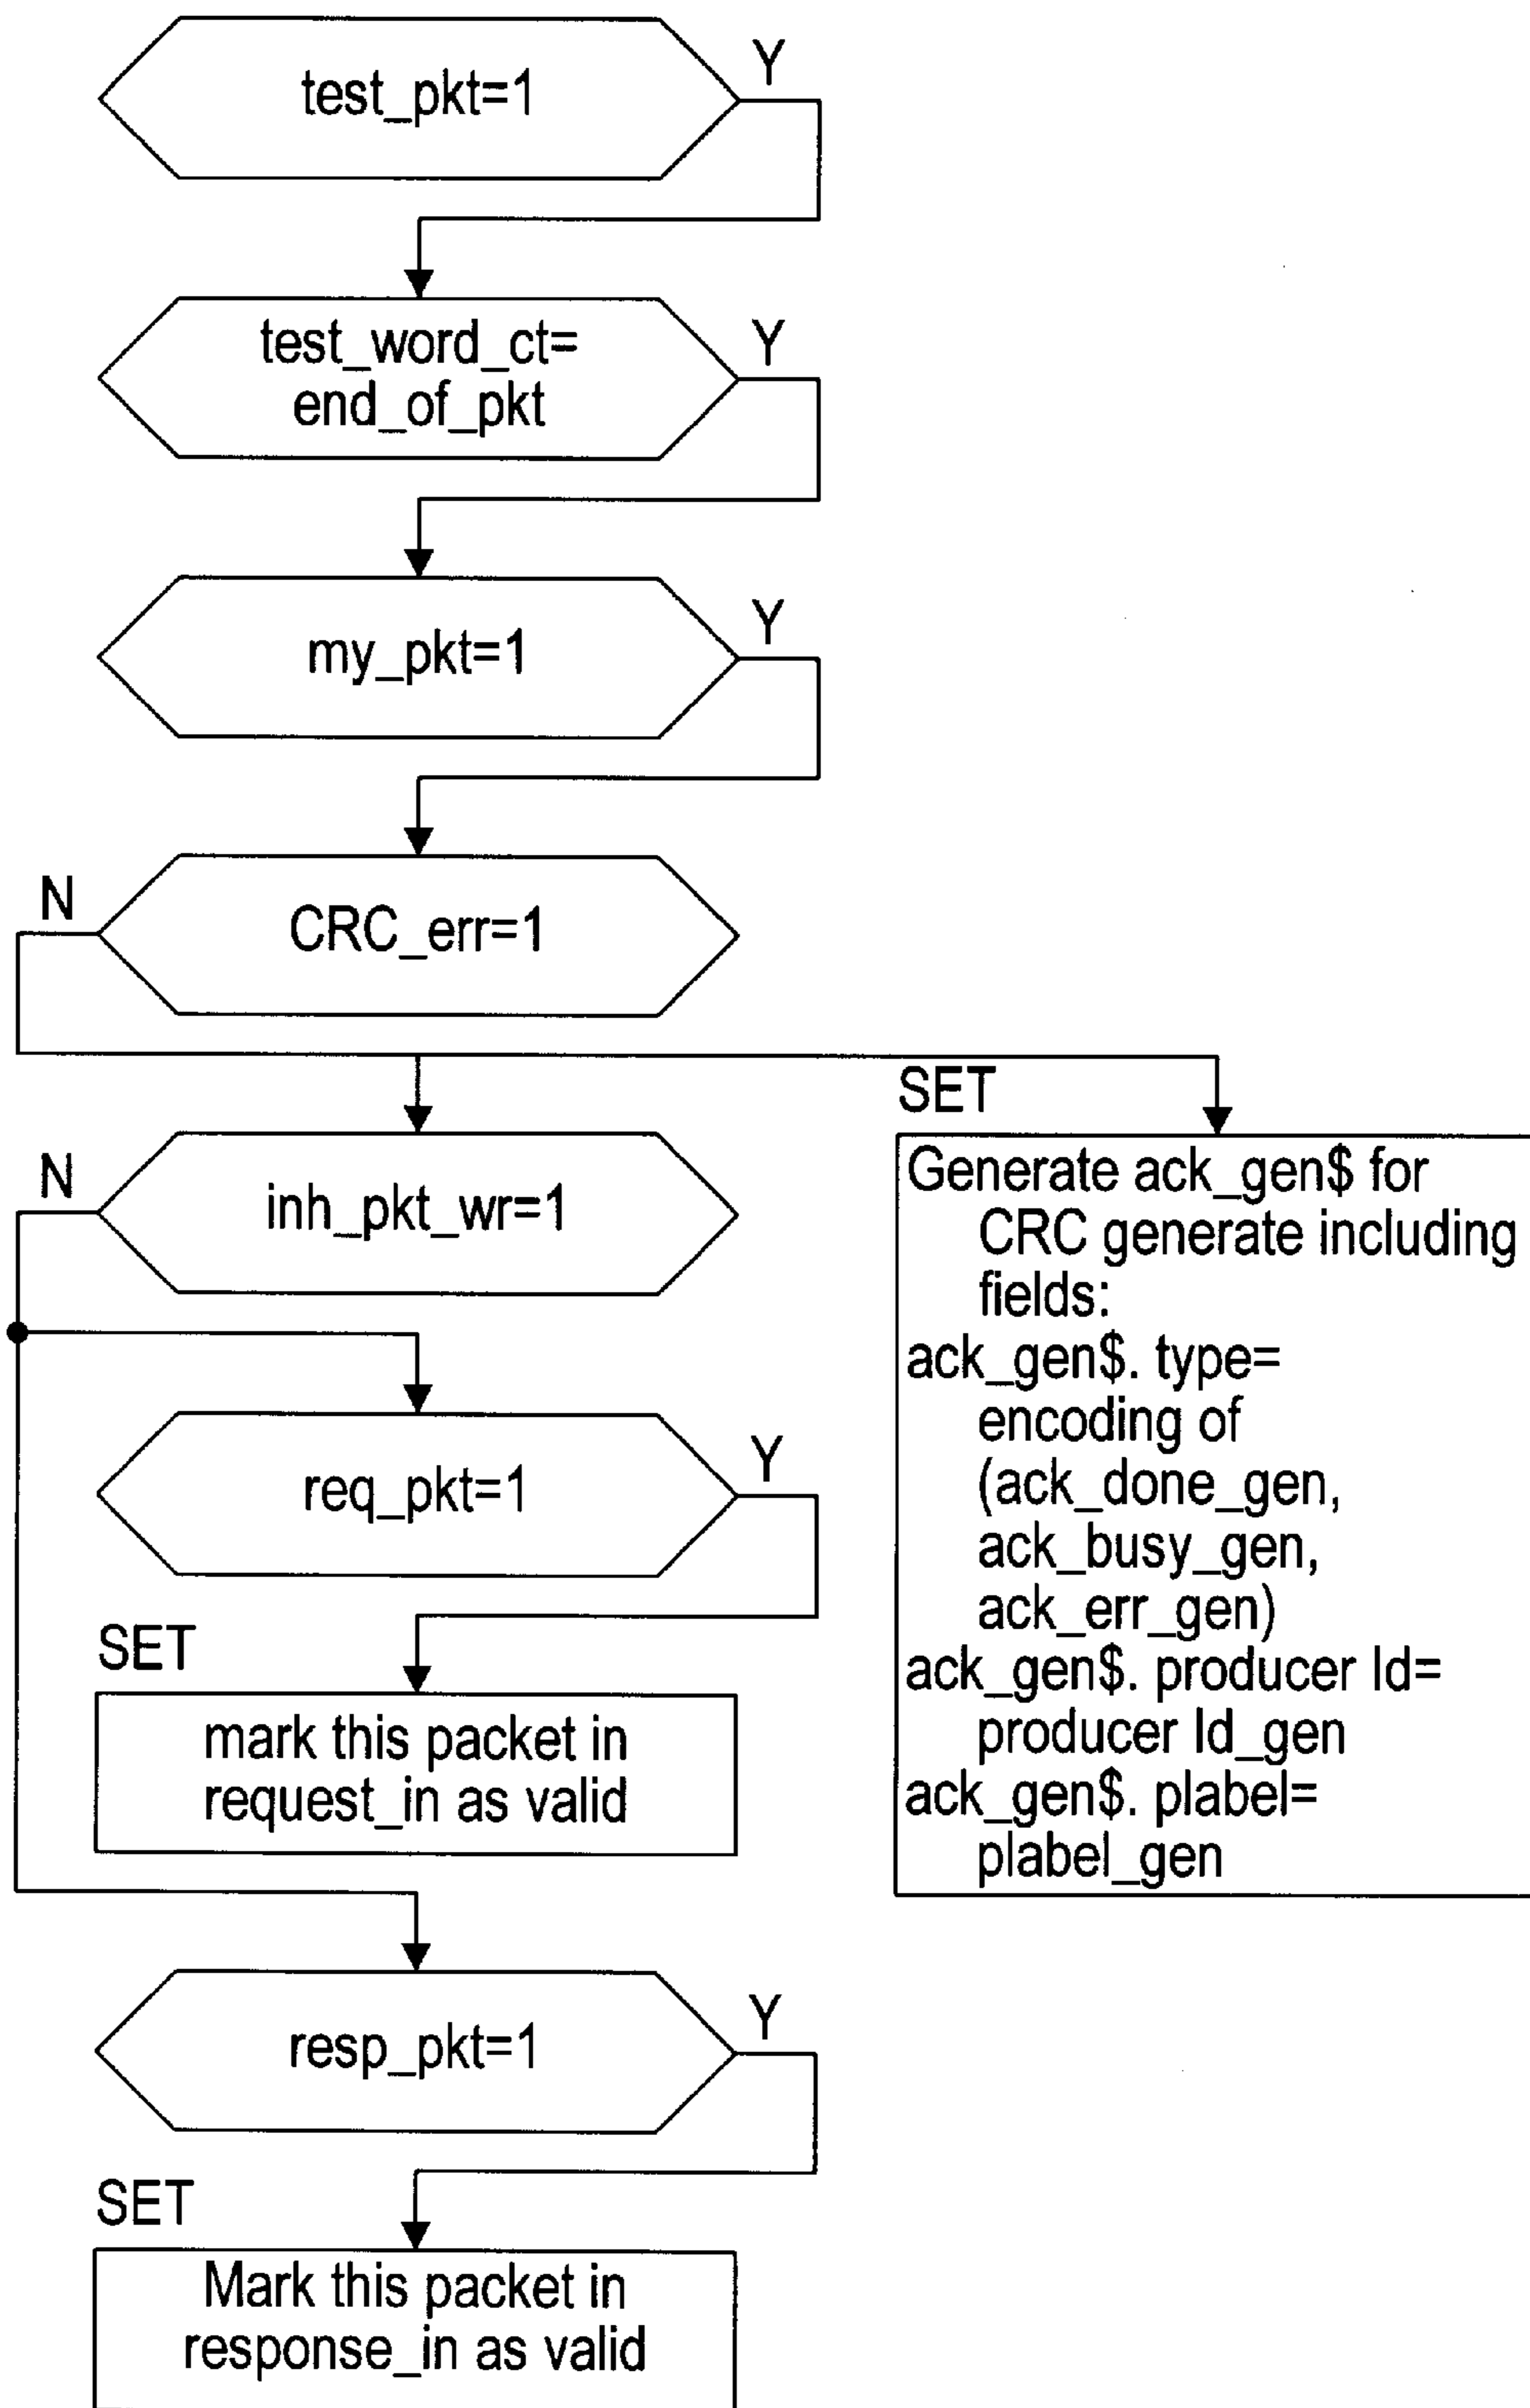 test_pkt=1
Y
test_word_ct=
end_of_pkt
Y
my_pkt=1
Y
CRC_err=1
N
inh_pkt_wr=1
N
req_pkt=1
Y
SET
mark this packet in
request_in as valid
resp_pkt=1
Y
SET
Mark this packet in
response_in as valid
SET
Generate ack_gen$ for
CRC generate including
fields:
ack_gen$. type=
encoding of
(ack_done_gen,
ack_busy_gen,
ack_err_gen)
ack_gen$. producer Id=
producer Id_gen
ack_gen$. plabel=
plabel_gen